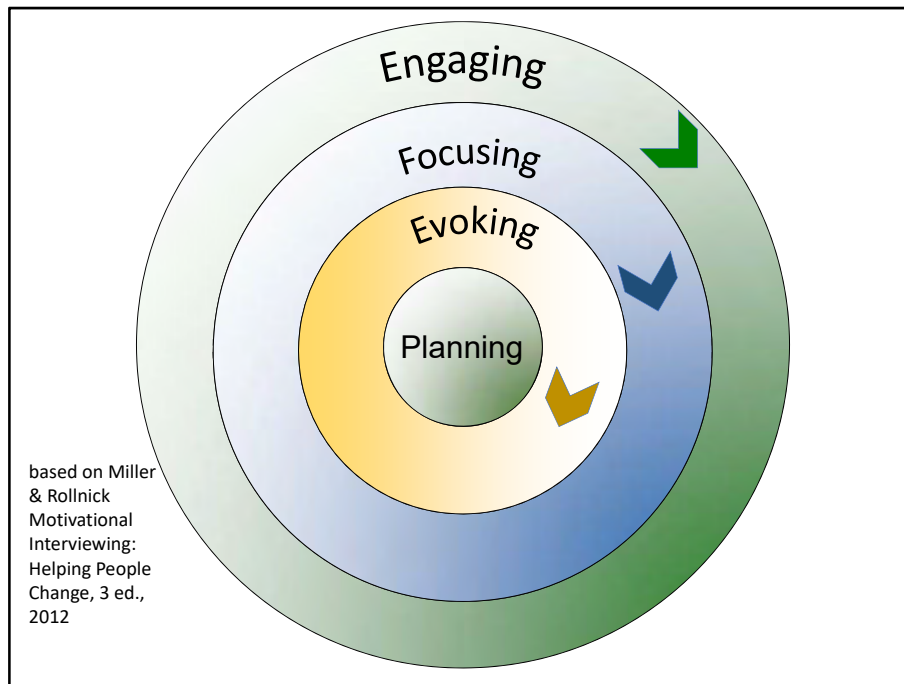 Engaging
Focusing
Evoking
Planning
based on Miller
& Rollnick
Motivational
Interviewing:
Helping People
Change, 3 ed.,
2012